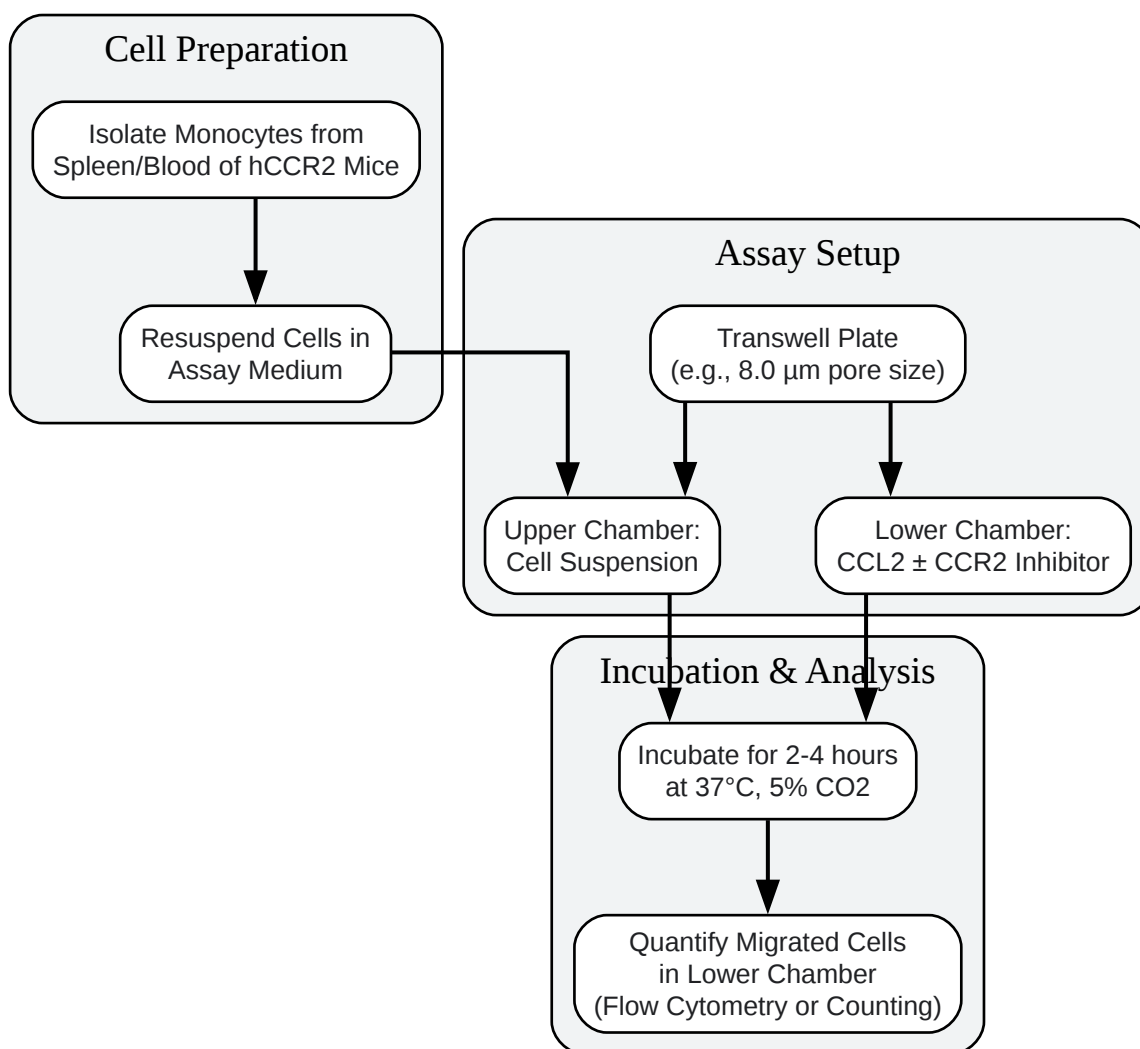 Cell Preparation
Isolate Monocytes from
Spleen/Blood of hCCR2 Mice
Resuspend Cells in
Assay Medium
Assay Setup
Transwell Plate
(e.g., 8.0 µm pore size)
Upper Chamber:
Cell Suspension
Lower Chamber:
CCL2 ± CCR2 Inhibitor
Incubation & Analysis
Incubate for 2-4 hours
at 37°C, 5% CO2
Quantify Migrated Cells
in Lower Chamber
(Flow Cytometry or Counting)